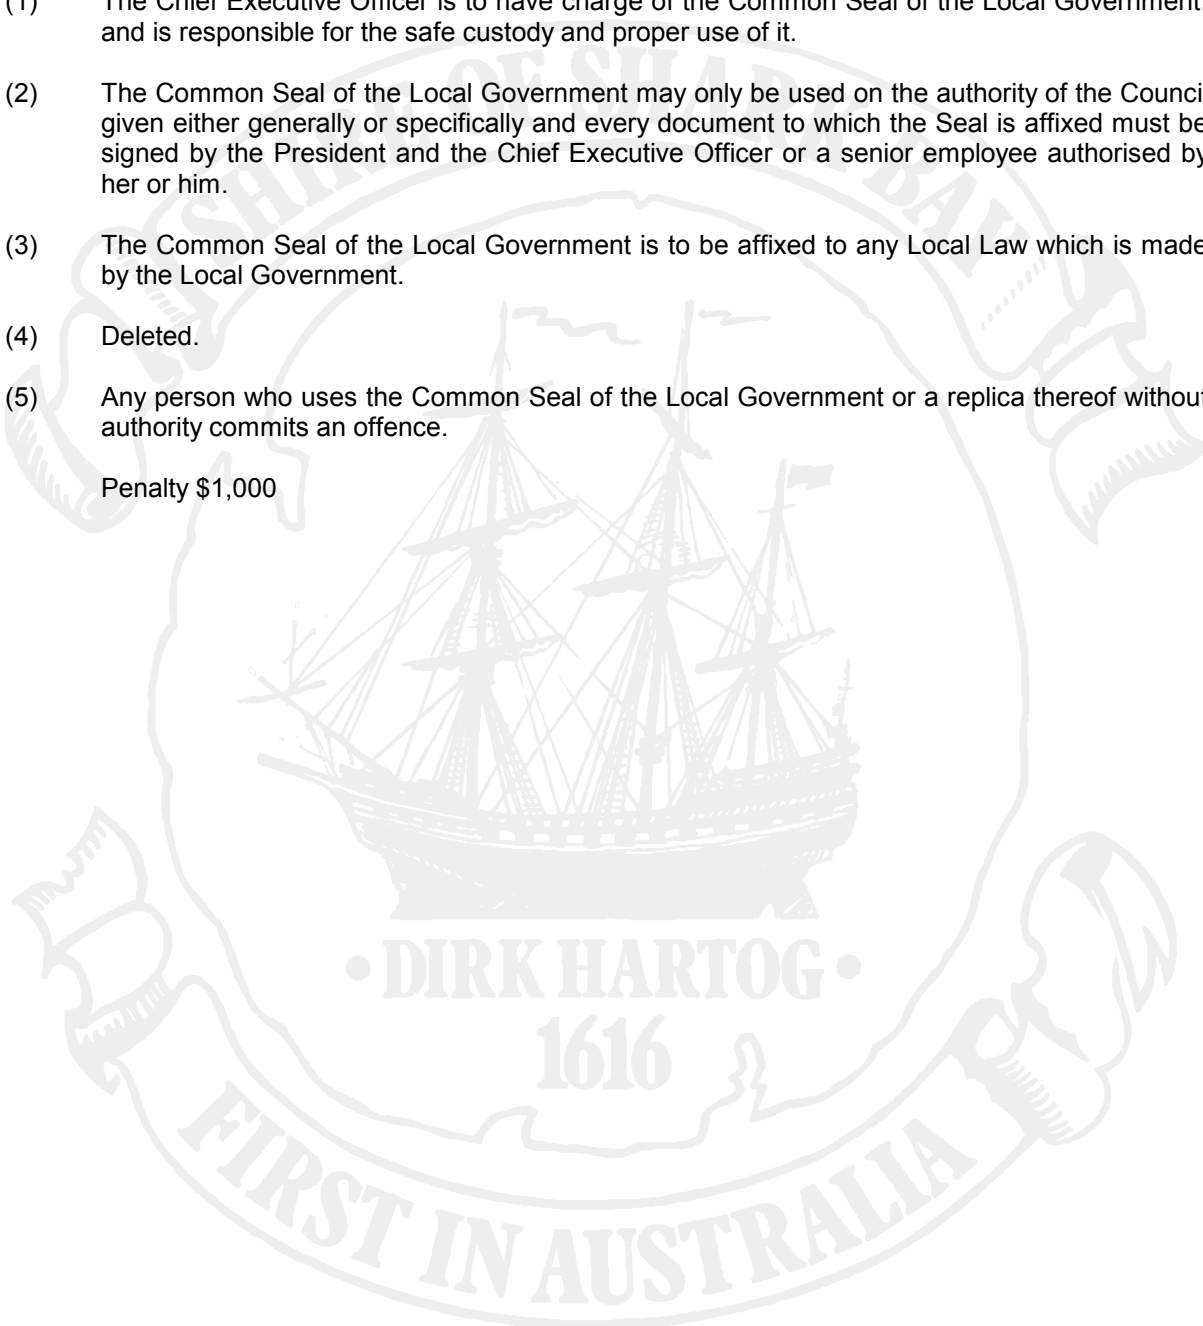 (1) The Chief Executive Officer is to have charge of the Common Seal of the Local Government,
and is responsible for the safe custody and proper use of it.
(2) The Common Seal of the Local Government may only be used on the authority of the Counci
given either generally or specifically and every document to which the Seal is affixed must be
signed by the President and the Chief Executive Officer or a senior employee authorised by
her or him.
(3) The Common Seal of the Local Government is to be affixed to any Local Law which is made
by the Local Government.
(4) Deleted.
(5) Any person who uses the Common Seal of the Local Government or a replica thereof without
authority commits an offence.
Penalty $1,000
SHIRE OF SHARK BAY
• DIRK HARTOG •
1616
FIRST IN AUSTRALIA